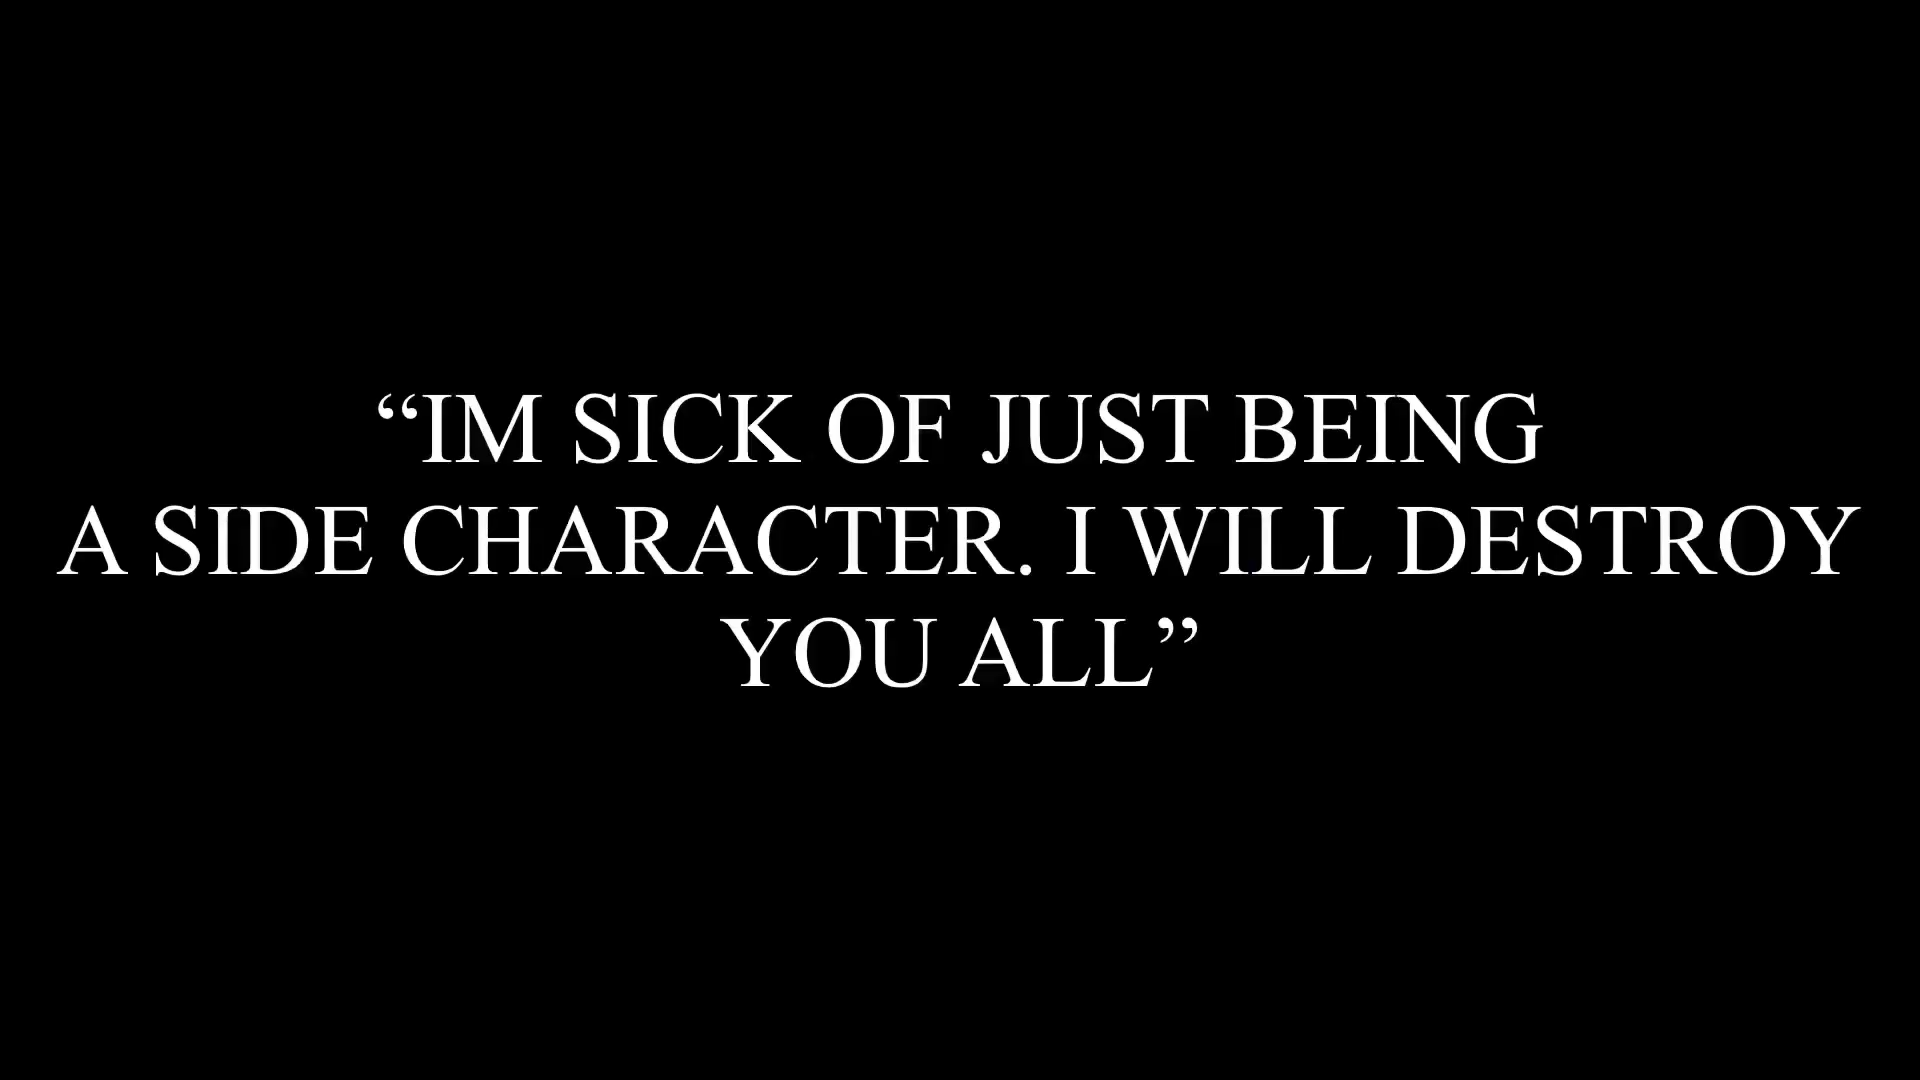 “IM SICK OF JUST BEING
A SIDE CHARACTER. I WILL DESTROY
YOU ALL”